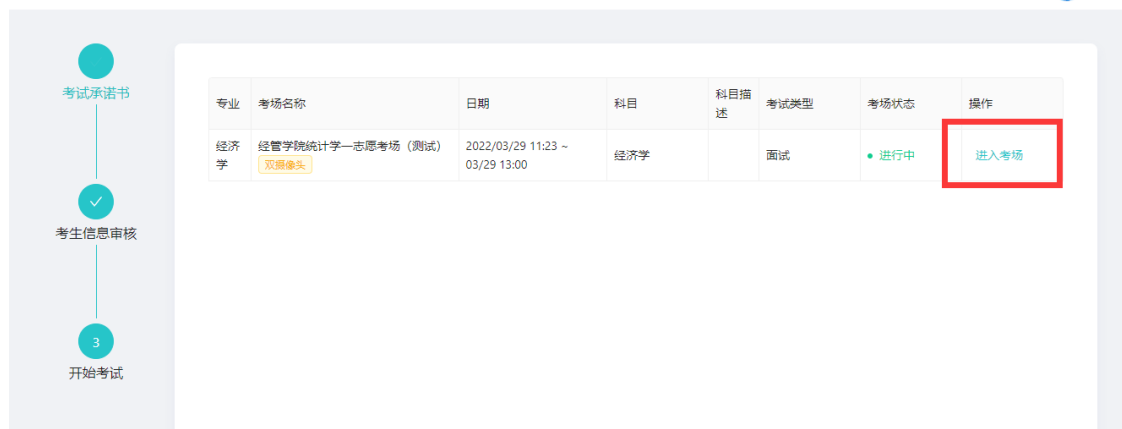 考试承诺书
考生信息审核
3
开始考试
专业 考场名称 日期 科目 科目描 考试类型 考场状态 操作
述
经济 经管学院统计学一志愿考场（测试） 2022/03/29 11:23 ~ 经济学 面试 进行中 进入考场
学 双摄像头 03/29 13:00